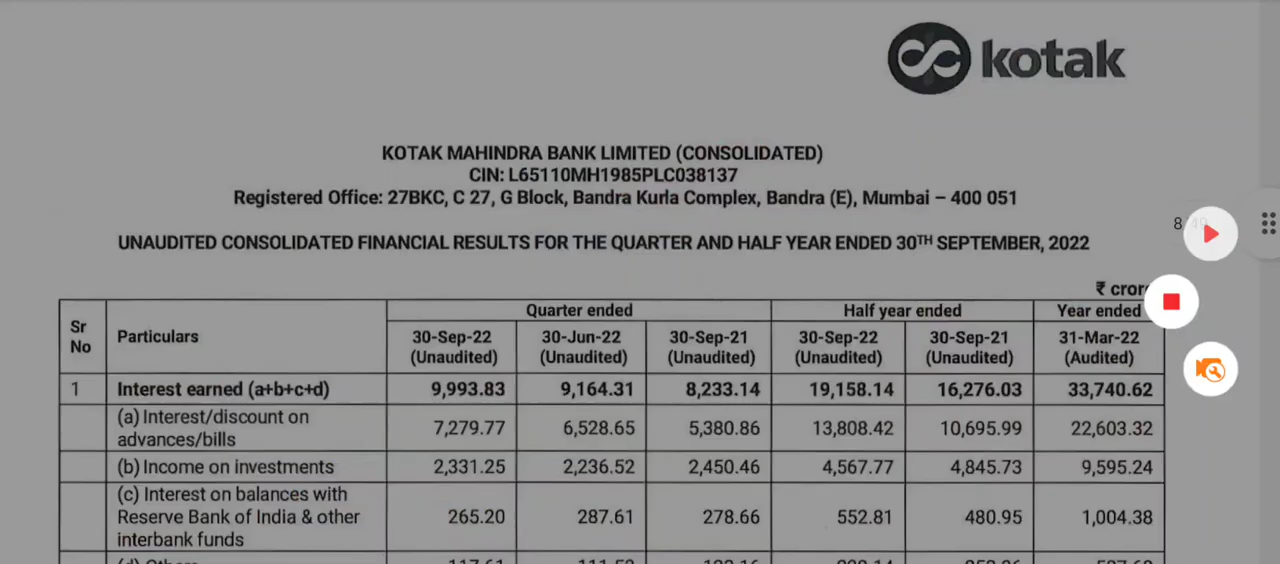 kotak
KOTAK MAHINDRA BANK LIMITED (CONSOLIDATED)
CIN: L65110MH1985PLC038137
Registered Office: 27BKC, C 27, G Block, Bandra Kurla Complex, Bandra (E), Mumbai – 400 051
UNAUDITED CONSOLIDATED FINANCIAL RESULTS FOR THE QUARTER AND HALF YEAR ENDED 30TH SEPTEMBER, 2022
₹ crore
Sr No Particulars Quarter ended Half year ended Year ended
30-Sep-22 30-Jun-22 30-Sep-21 30-Sep-22 30-Sep-21 31-Mar-22
(Unaudited) (Unaudited) (Unaudited) (Unaudited) (Unaudited) (Audited)
1 Interest earned (a+b+c+d) 9,993.83 9,164.31 8,233.14 19,158.14 16,276.03 33,740.62
(a) Interest/discount on
advances/bills 7,279.77 6,528.65 5,380.86 13,808.42 10,695.99 22,603.32
(b) Income on investments 2,331.25 2,236.52 2,450.46 4,567.77 4,845.73 9,595.24
(c) Interest on balances with
Reserve Bank of India & other 265.20 287.61 278.66 552.81 480.95 1,004.38
interbank funds
(d) Others